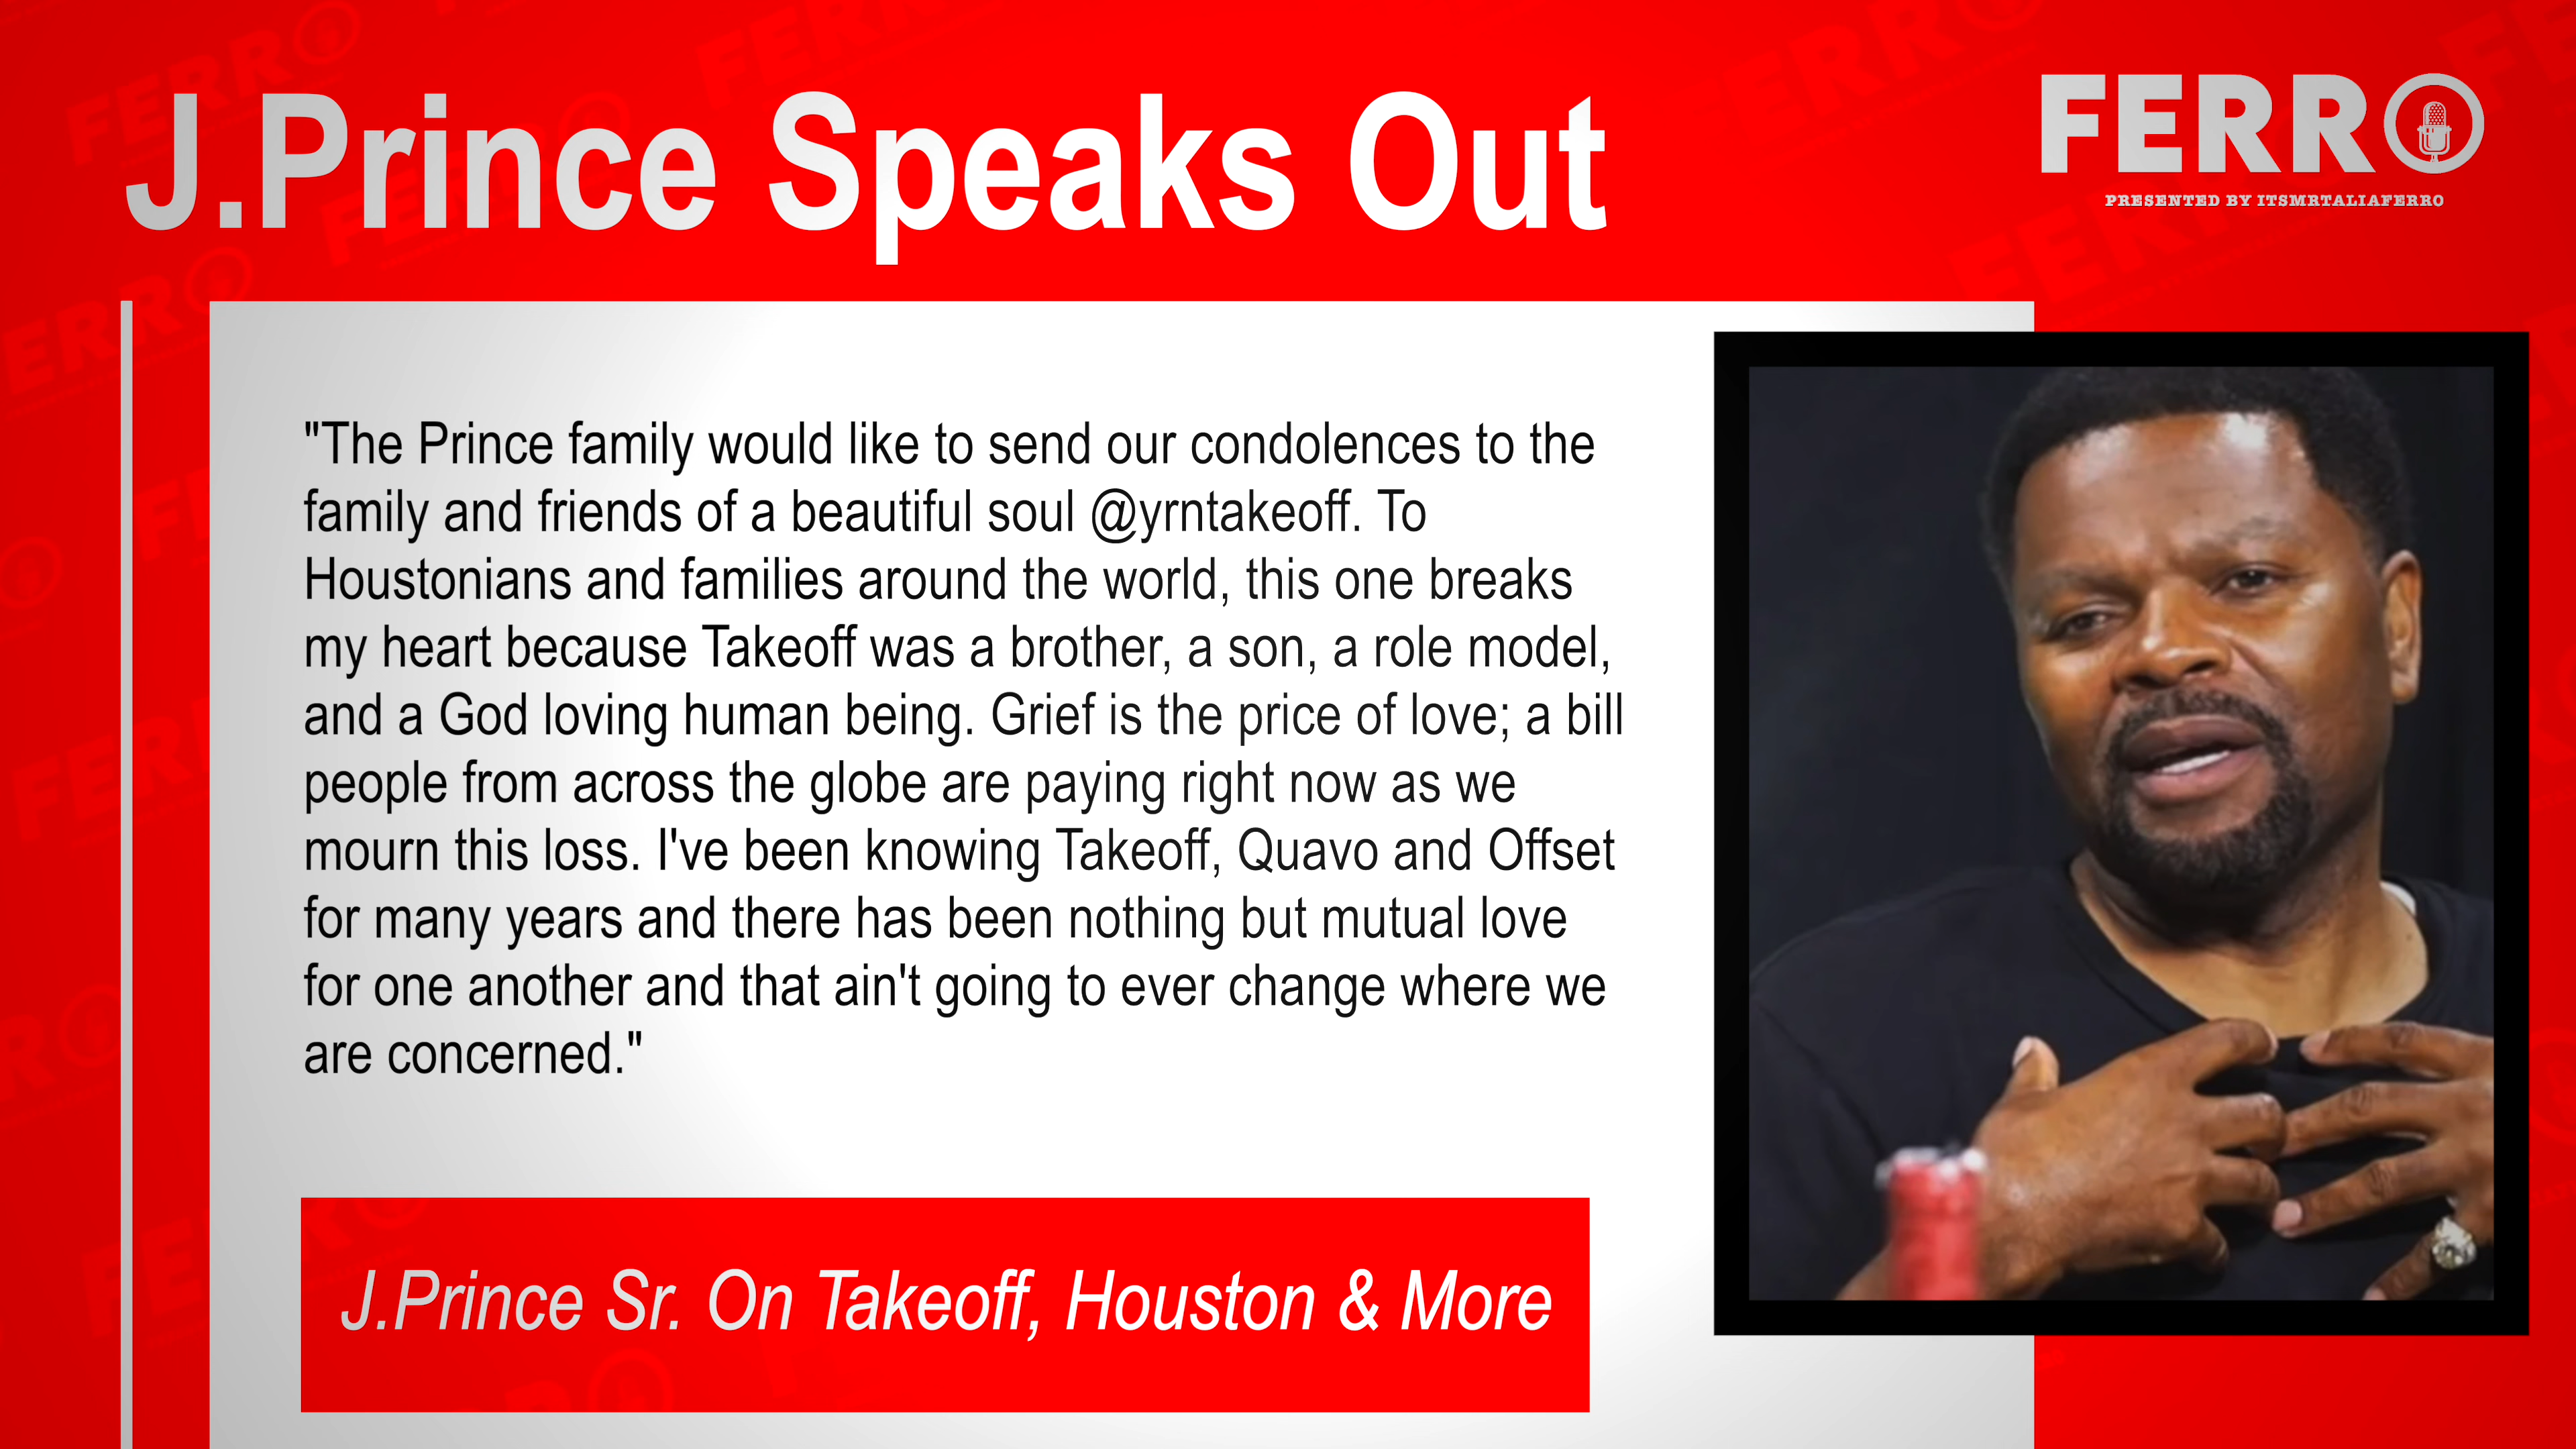 J.Prince Speaks Out
FERRO
PRESENTED BY ITSMRTALIAFERRO
"The Prince family would like to send our condolences to the
family and friends of a beautiful soul @yrntakeoff. To
Houstonians and families around the world, this one breaks
my heart because Takeoff was a brother, a son, a role model,
and a God loving human being. Grief is the price of love; a bill
people from across the globe are paying right now as we
mourn this loss. I've been knowing Takeoff, Quavo and Offset
for many years and there has been nothing but mutual love
for one another and that ain't going to ever change where we
are concerned."
J.Prince Sr. On Takeoff, Houston & More